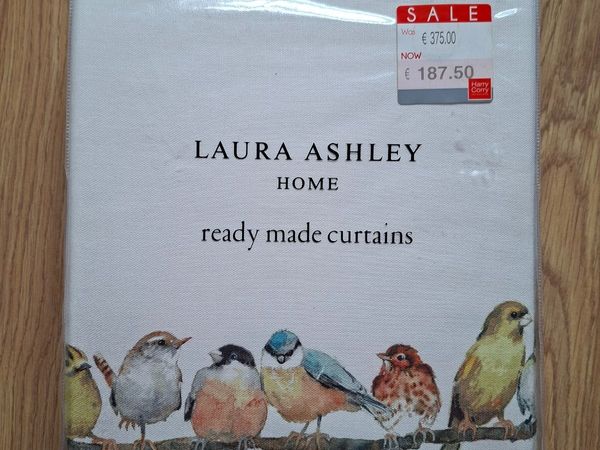 SALE
Was € 375.00
NOW
€ 187.50
Harry
Corry
LAURA ASHLEY
HOME
ready made curtains